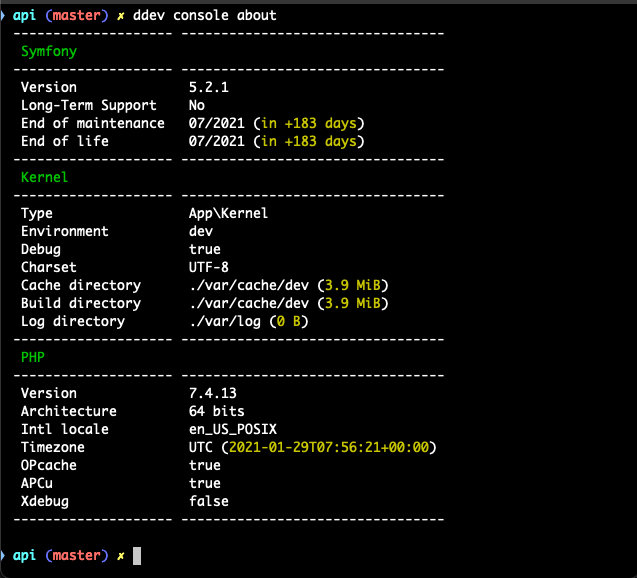 api (master) ✗ ddev console about
-------------------- ---------------------------------
Symfony
-------------------- ---------------------------------
Version 5.2.1
Long-Term Support No
End of maintenance 07/2021 (in +183 days)
End of life 07/2021 (in +183 days)
-------------------- ---------------------------------
Kernel
-------------------- ---------------------------------
Type App\Kernel
Environment dev
Debug true
Charset UTF-8
Cache directory ./var/cache/dev (3.9 MiB)
Build directory ./var/cache/dev (3.9 MiB)
Log directory ./var/log (0 B)
-------------------- ---------------------------------
PHP
-------------------- ---------------------------------
Version 7.4.13
Architecture 64 bits
Intl locale en_US_POSIX
Timezone UTC (2021-01-29T07:56:21+00:00)
OPcache true
APCu true
Xdebug false
-------------------- ---------------------------------
api (master) ✗